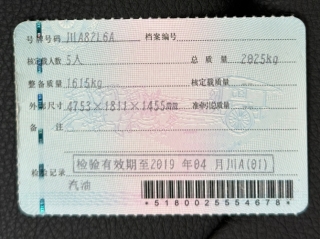 号牌号码 川A82L6A 档案编号
核定载人数 5人 总质量 2025kg
整备质量 1615kg 核定载质量
外廓尺寸 4753×1811×1455mm 准牵引总质量
备注
检验有效期至2019年04月川A(01)
检验记录
汽油
*5180025554678*